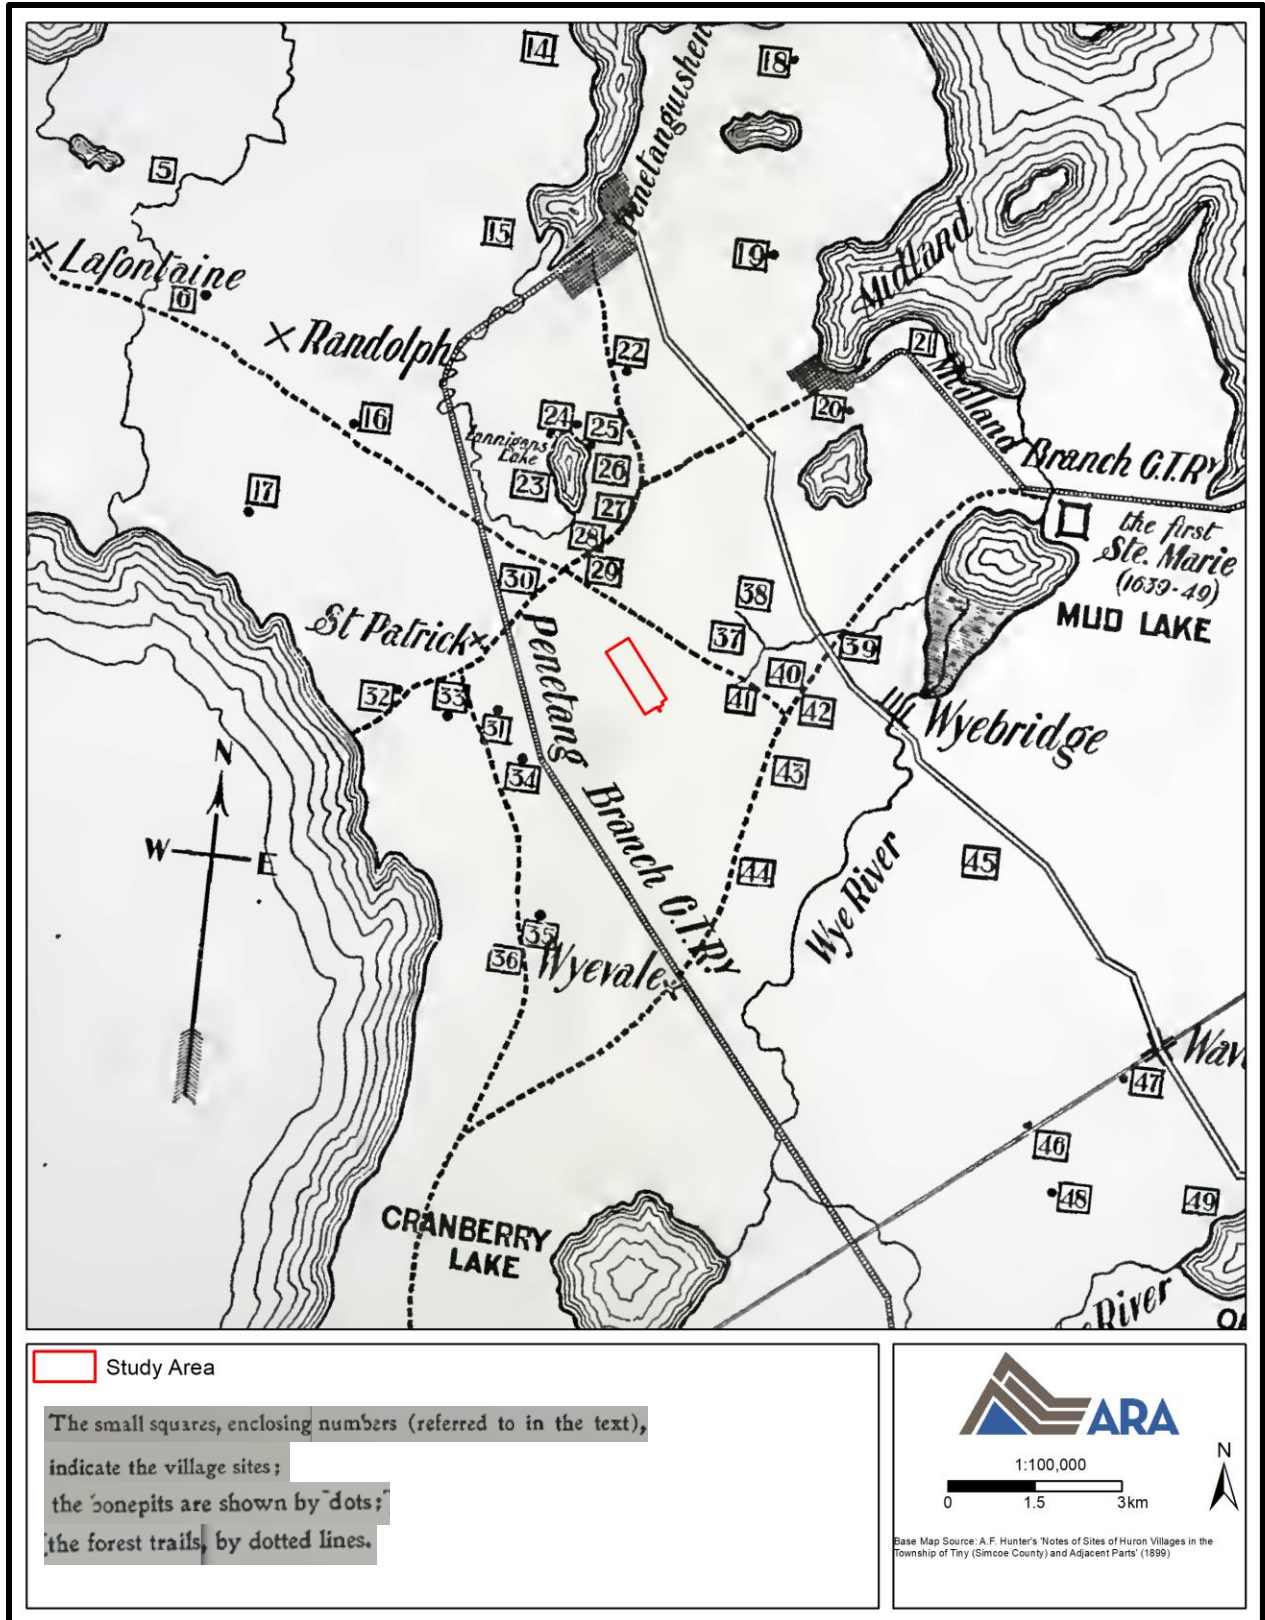 14
18
Penetanguishene
5
15
19
Midland
Lafontaine
6
Randolph
22
21
Midland
Branch G.T.Ry
16
24
25
20
Lannigans
Lake
26
23
17
27
28
the first
Ste. Marie
(1639-49)
MUD LAKE
29
30
38
St Patrick
37
39
Penetang
40
32
33
41
42
31
Wyebridge
N
34
43
Branch G.T.RY
W
E
44
45
Wye River
35
36
Wyevale
47
46
48
49
CRANBERRY
LAKE
River
Study Area
The small squares, enclosing numbers (referred to in the text),
indicate the village sites;
the bonepits are shown by dots;
the forest trails, by dotted lines.
ARA
N
1:100,000
0 1.5 3km
Base Map Source: A.F. Hunter's 'Notes of Sites of Huron Villages in the
Township of Tiny (Simcoe County) and Adjacent Parts' (1899)